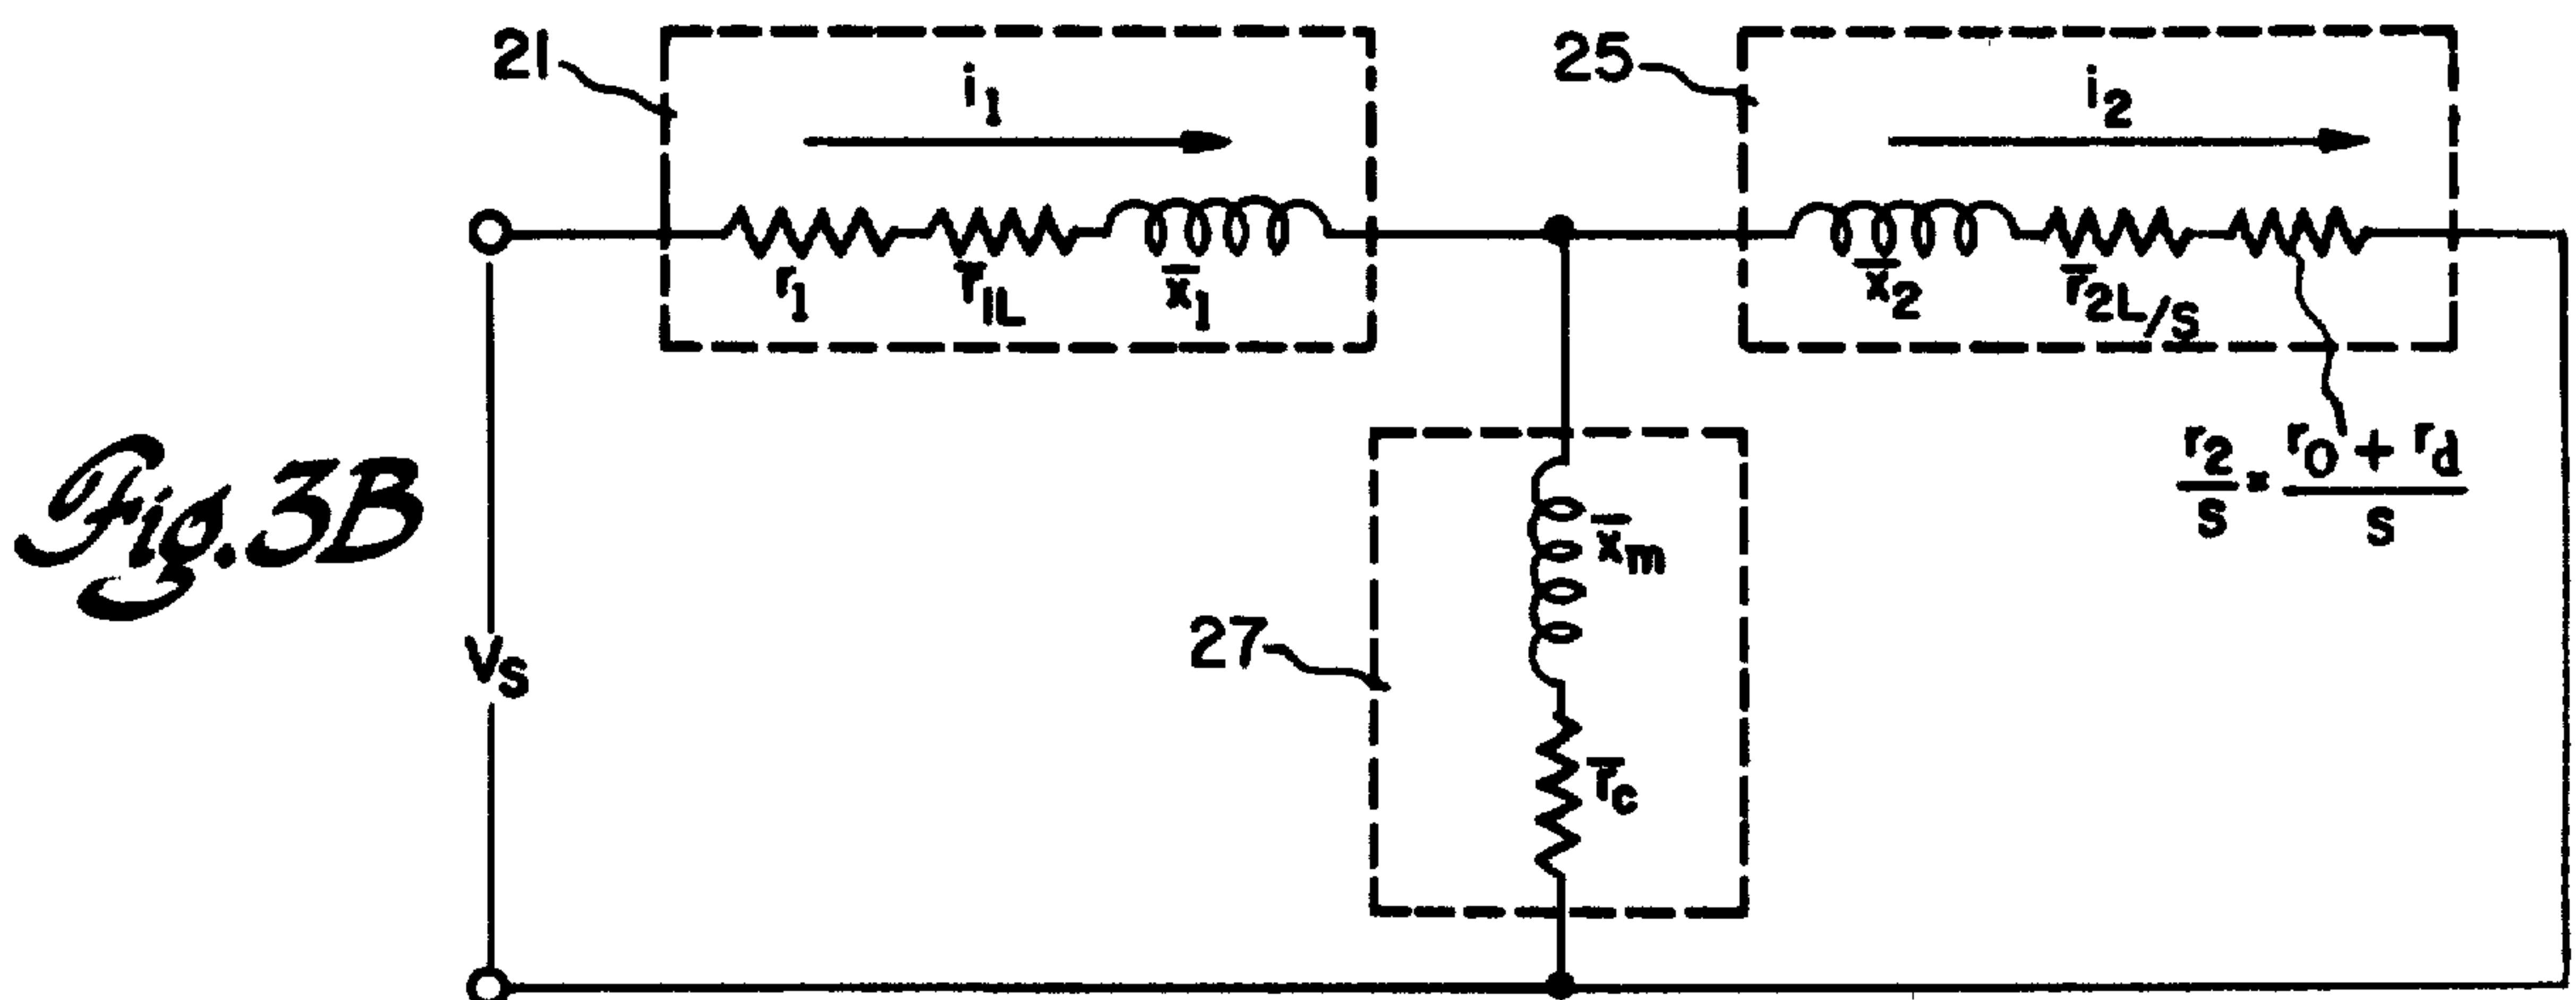 21
i1
25
i2
r1
r̅1L
x̅1
x̅2
r̅2L/S
r2/s = r0 + rd/s
Fig. 3B
x̅m
27
VS
r̅c